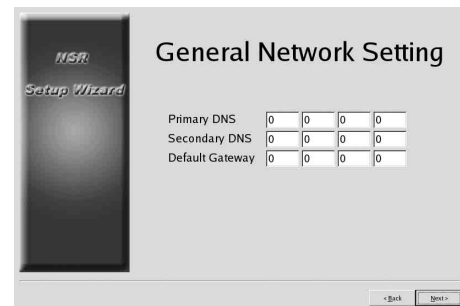 NSR
Setup Wizard
General Network Setting
Primary DNS 0 0 0 0
Secondary DNS 0 0 0 0
Default Gateway 0 0 0 0
< Back Next >